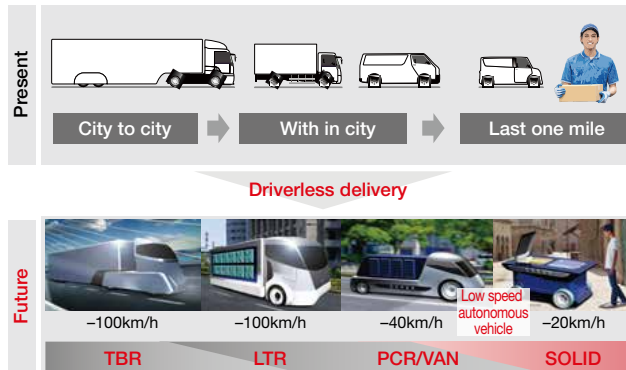 Present
City to city
With in city
Last one mile
Driverless delivery
Future
–100km/h
–100km/h
–40km/h
Low speed
autonomous
vehicle
–20km/h
TBR
LTR
PCR/VAN
SOLID